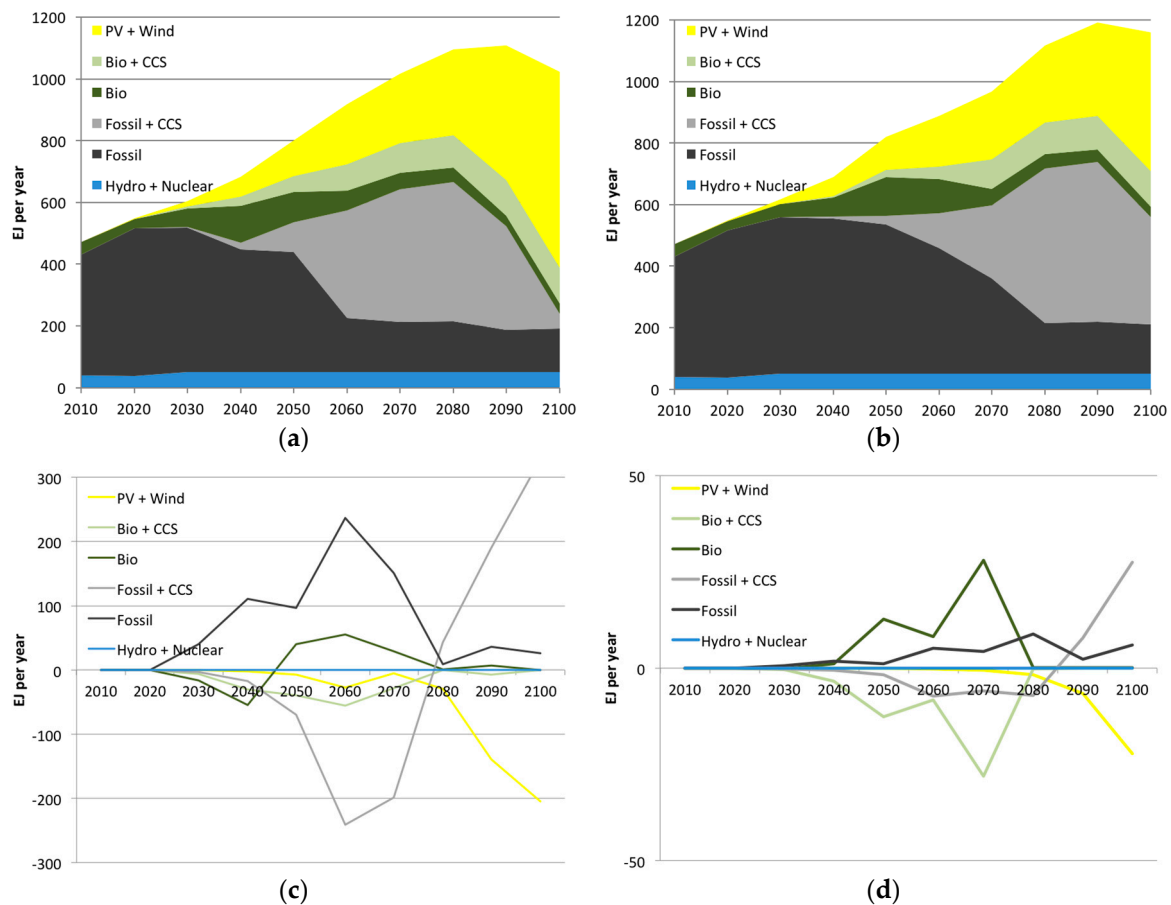 1200
1000
800
600
400
200
0
EJ per year
PV + Wind
Bio + CCS
Bio
Fossil + CCS
Fossil
Hydro + Nuclear
2010 2020 2030 2040 2050 2060 2070 2080 2090 2100
(a)
1200
1000
800
600
400
200
0
EJ per year
PV + Wind
Bio + CCS
Bio
Fossil + CCS
Fossil
Hydro + Nuclear
2010 2020 2030 2040 2050 2060 2070 2080 2090 2100
(b)
300
200
100
0
-100
-200
-300
EJ per year
PV + Wind
Bio + CCS
Bio
Fossil + CCS
Fossil
Hydro + Nuclear
2010 2020 2030 2040 2050 2060 2070 2080 2090 2100
(c)
50
0
-50
EJ per year
PV + Wind
Bio + CCS
Bio
Fossil + CCS
Fossil
Hydro + Nuclear
2010 2020 2030 2040 2050 2060 2070 2080 2090 2100
(d)